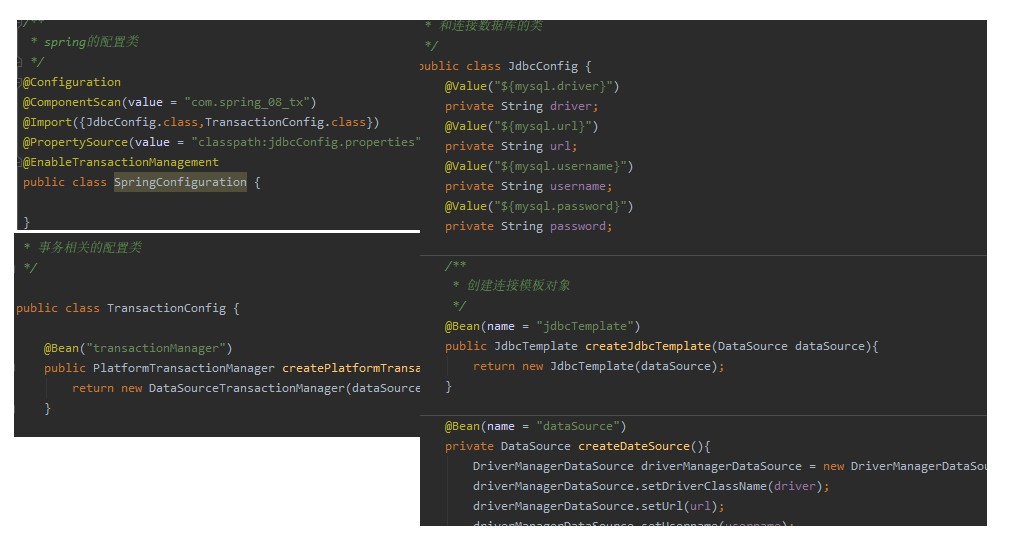 /**
* spring的配置类
*/
@Configuration
@ComponentScan(value = "com.spring_08_tx")
@Import({JdbcConfig.class,TransactionConfig.class})
@PropertySource(value = "classpath:jdbcConfig.properties"
@EnableTransactionManagement
public class SpringConfiguration {
}
* 事务相关的配置类
*/
public class TransactionConfig {
@Bean("transactionManager")
public PlatformTransactionManager createPlatformTransa
return new DataSourceTransactionManager(dataSource
}
* 和连接数据库的类
*/
public class JdbcConfig {
@Value("${mysql.driver}")
private String driver;
@Value("${mysql.url}")
private String url;
@Value("${mysql.username}")
private String username;
@Value("${mysql.password}")
private String password;
/**
* 创建连接模板对象
*/
@Bean(name = "jdbcTemplate")
public JdbcTemplate createJdbcTemplate(DataSource dataSource){
return new JdbcTemplate(dataSource);
}
@Bean(name = "dataSource")
private DataSource createDateSource(){
DriverManagerDataSource driverManagerDataSource = new DriverManagerDataSou
driverManagerDataSource.setDriverClassName(driver);
driverManagerDataSource.setUrl(url);
driverManagerDataSource.setUsername(username);